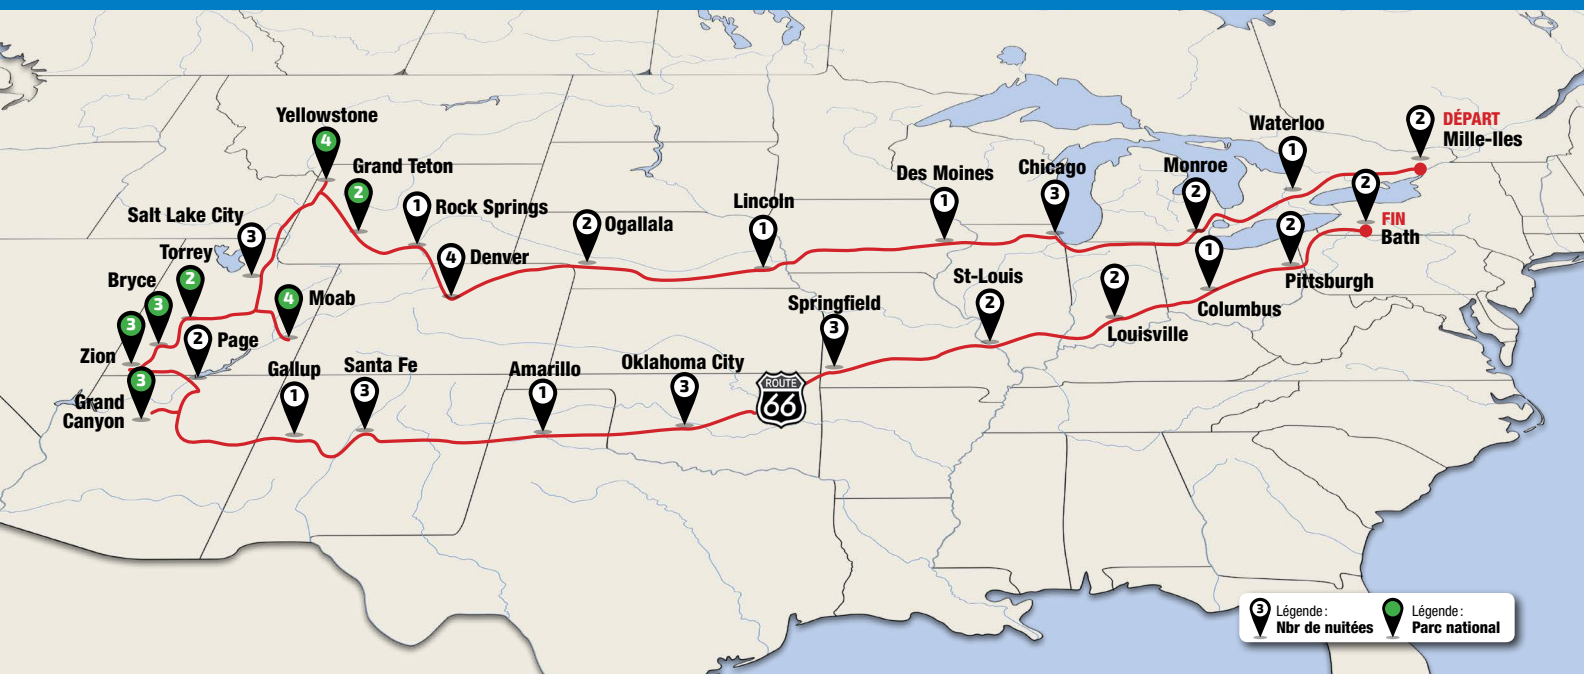 Yellowstone
4
Grand Teton
2
1
Rock Springs
Salt Lake City
3
Torrey
2
Bryce
3
3
Zion
4
Moab
2
Page
3
Grand
Canyon
4
Denver
2
Ogallala
Lincoln
1
Des Moines
1
Chicago
3
Monroe
2
Waterloo
1
2
DÉPART
Mille-Iles
2
FIN
Bath
2
Pittsburgh
1
Columbus
2
Louisville
St-Louis
2
Springfield
3
ROUTE
66
Oklahoma City
3
Amarillo
1
Santa Fe
3
Gallup
1
3
Légende :
Nbr de nuitées
Légende :
Parc national